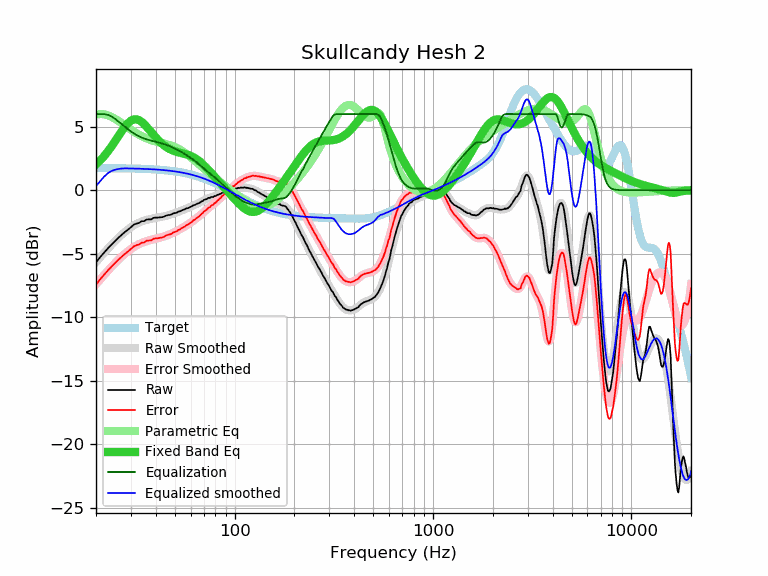 Skullcandy Hesh 2
Amplitude (dBr)
5
0
−5
−10
−15
−20
−25
Target
Raw Smoothed
Error Smoothed
Raw
Error
Parametric Eq
Fixed Band Eq
Equalization
Equalized smoothed
100
1000
10000
Frequency (Hz)